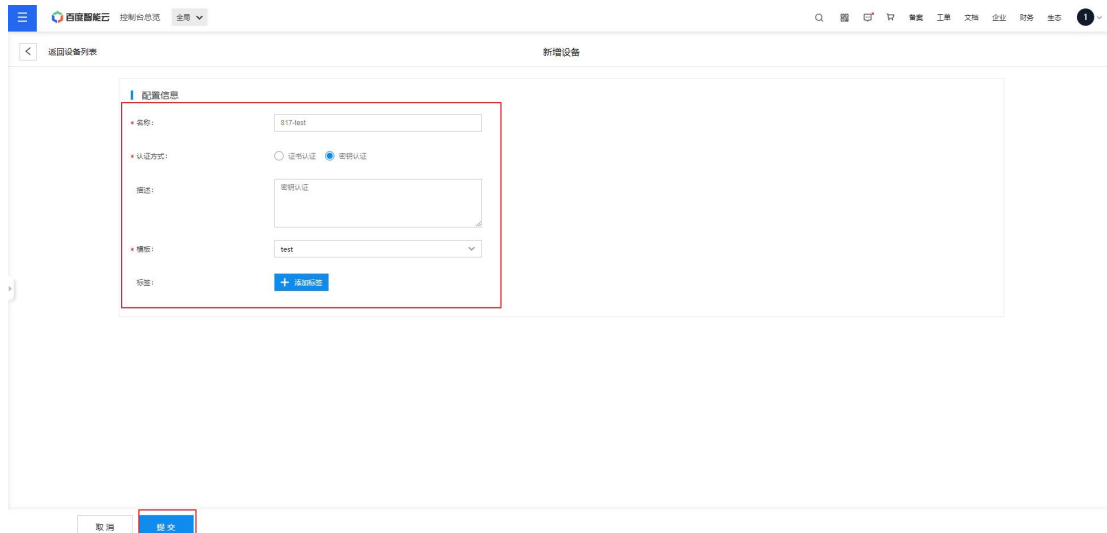 百度智能云 控制台总览 全局 备案 工单 文档 企业 财务 生态 1
返回设备列表 新增设备
配置信息
* 名称： 817-test
* 认证方式： 证书认证 密钥认证
描述： 密钥认证
* 模板： test
标签： + 添加标签
取消 提交